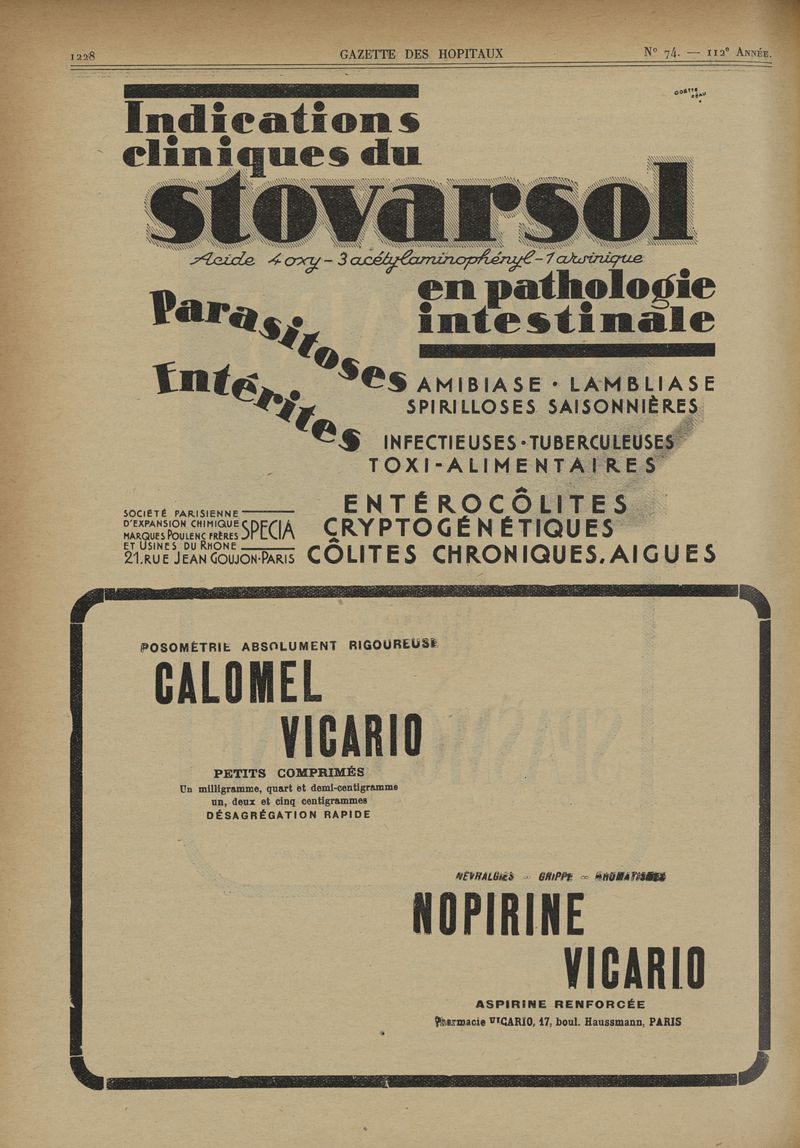 1228 GAZETTE DES HOPITAUX Nº 74. — 112e ANNÉE.
ODETTE
Indications
cliniques du
stovarsol
Acide 4 oxy - 3 acétylaminophényl - 1 arsinique
en pathologie
intestinale
Parasitoses
AMIBIASE • LAMBLIASE
SPIRILLOSES SAISONNIÈRES
Entérites
INFECTIEUSES • TUBERCULEUSES
TOXI-ALIMENTAIRES
ENTÉROCÔLITES
CRYPTOGÉNÉTIQUES
CÔLITES CHRONIQUES. AIGUES
SOCIÉTÉ PARISIENNE
D'EXPANSION CHIMIQUE SPECIA
MARQUES POULENC FRÈRES
ET USINES DU RHONE
21. RUE JEAN GOUJON-PARIS
POSOMÉTRIE ABSOLUMENT RIGOUREUSE
CALOMEL
VICARIO
PETITS COMPRIMÉS
Un milligramme, quart et demi-centigramme
un, deux et cinq centigrammes
DÉSAGRÉGATION RAPIDE
NÉVRALGIES — GRIPPE — RHUMATISMES
NOPIRINE
VICARIO
ASPIRINE RENFORCÉE
Pharmacie VICARIO, 17, boul. Haussmann, PARIS